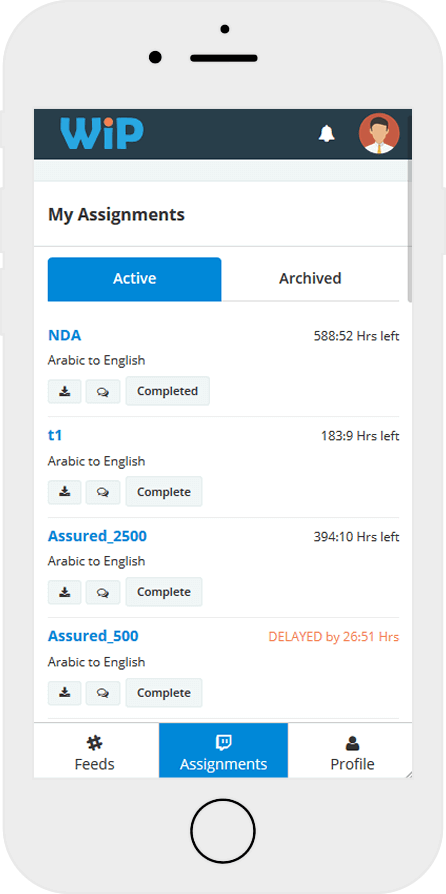 WiP
My Assignments
Active Archived
NDA 588:52 Hrs left
Arabic to English
Completed
t1 183:9 Hrs left
Arabic to English
Complete
Assured_2500 394:10 Hrs left
Arabic to English
Complete
Assured_500 DELAYED by 26:51 Hrs
Arabic to English
Complete
Feeds Assignments Profile